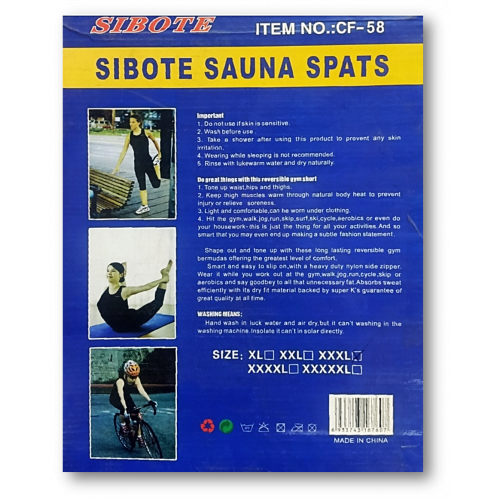 SIBOTE
ITEM NO.:CF-58
SIBOTE SAUNA SPATS
Important
1. Do not use if skin is sensitive.
2. Wash before use .
3. Take a shower after using this product to prevent any skin
irritation.
4. Wearing while sleeping is not recommended.
5. Rinse with lukewarm water and dry naturally.
Do great things with this reversible gym short
1. Tone up waist,hips and thighs.
2. Keep thigh muscles warm through natural body heat to prevent
injury or relieve soreness.
3. Light and comfortable,can be worn under clothing.
4. Hit the gym,walk,jog,run,skip,surf,ski,cycle,aerobics or even do
your housework- this is just the thing for all your activities.And so
smart that you may even end up making a subtle fashion statement.
Shape out and tone up with these long lasting reversible gym
bermudas offering the greatest level of comfort.
Smart and easy to slip on,with a heavy duty nylon side zipper.
Wear it while you work out at the gym,walk,jog,run,cycle,skip or
aerobics and say goodbey to all that unnecessary fat.Absorbs sweat
efficiently with its dry fit material backed by super K's guarantee of
great quality at all time.
WASHING MEANS:
Hand wash in luck water and air dry,but it can't washing in the
washing machine.Insolate it can't in solar directly.
SIZE: XL XXL XXXL
XXXXL XXXXXL
MADE IN CHINA